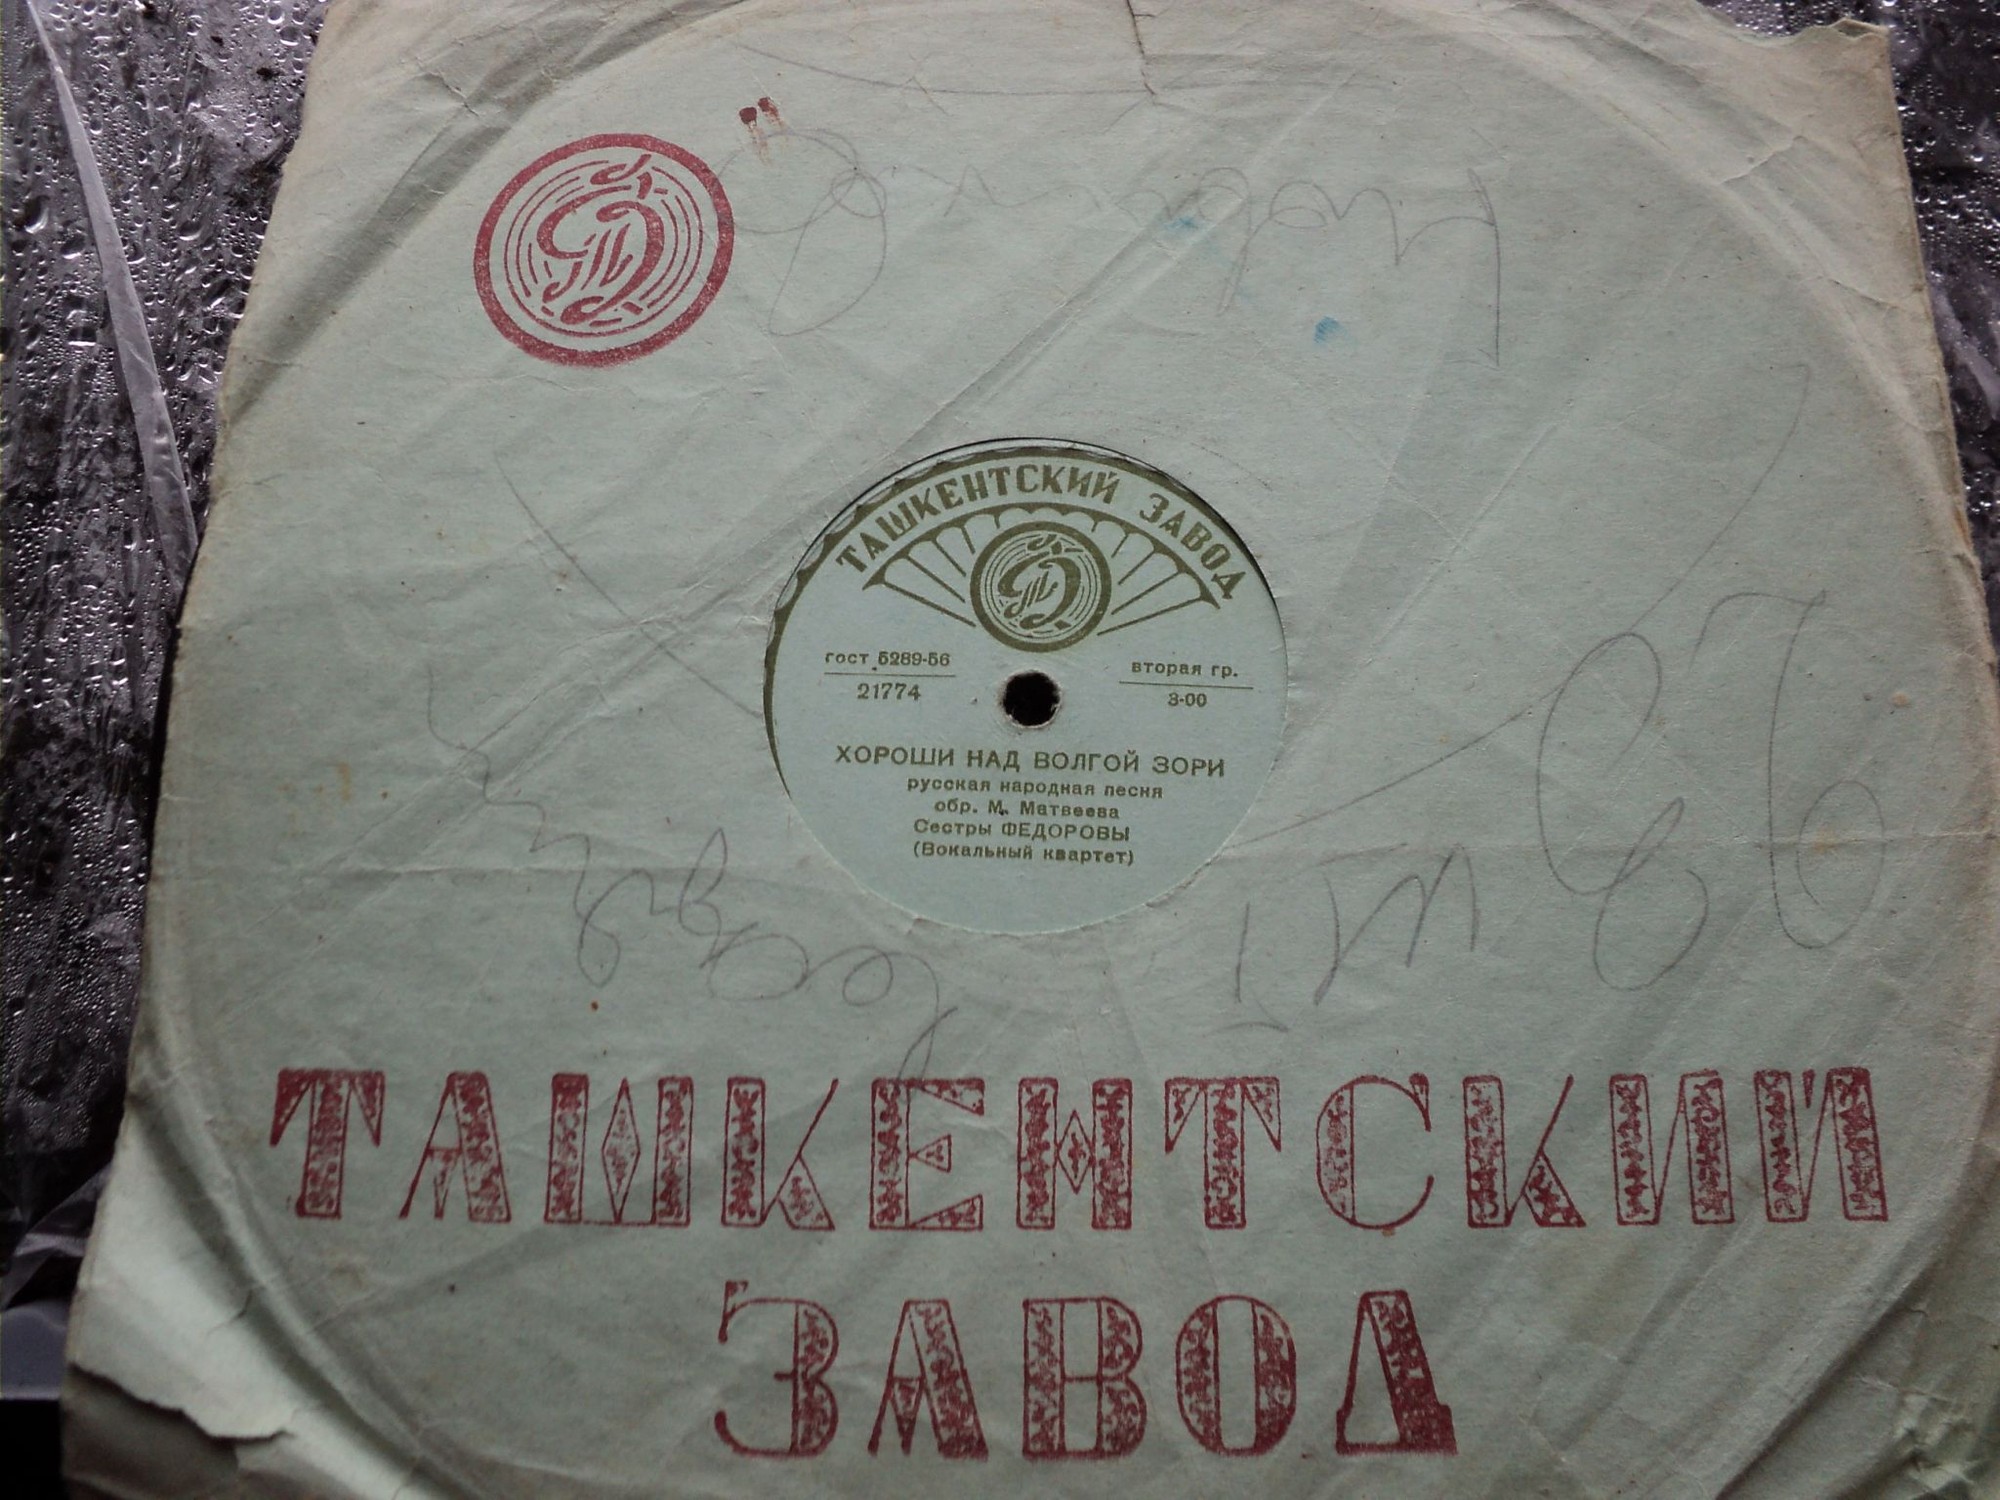 ТАШКЕНТСКИЙ ЗАВОД
гост 5289-56
21774
вторая гр.
3-00
ХОРОШИ НАД ВОЛГОЙ ЗОРИ
русская народная песня
обр. М. Матвеева
Сестры ФЕДОРОВЫ
(Вокальный квартет)
ТАШКЕНТСКИЙ
ЗАВОД